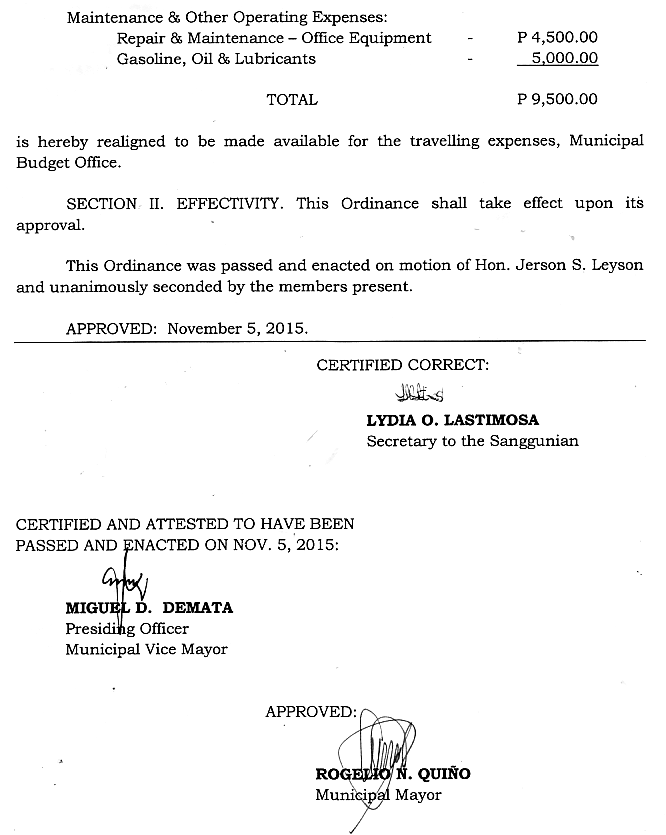 Maintenance & Other Operating Expenses:
Repair & Maintenance – Office Equipment - P 4,500.00
Gasoline, Oil & Lubricants - 5,000.00
TOTAL P 9,500.00
is hereby realigned to be made available for the travelling expenses, Municipal
Budget Office.
SECTION II. EFFECTIVITY. This Ordinance shall take effect upon its
approval.
This Ordinance was passed and enacted on motion of Hon. Jerson S. Leyson
and unanimously seconded by the members present.
APPROVED: November 5, 2015.
CERTIFIED CORRECT:
LYDIA O. LASTIMOSA
Secretary to the Sanggunian
CERTIFIED AND ATTESTED TO HAVE BEEN
PASSED AND ENACTED ON NOV. 5, 2015:
MIGUEL D. DEMATA
Presiding Officer
Municipal Vice Mayor
APPROVED:
ROGELIO N. QUIÑO
Municipal Mayor